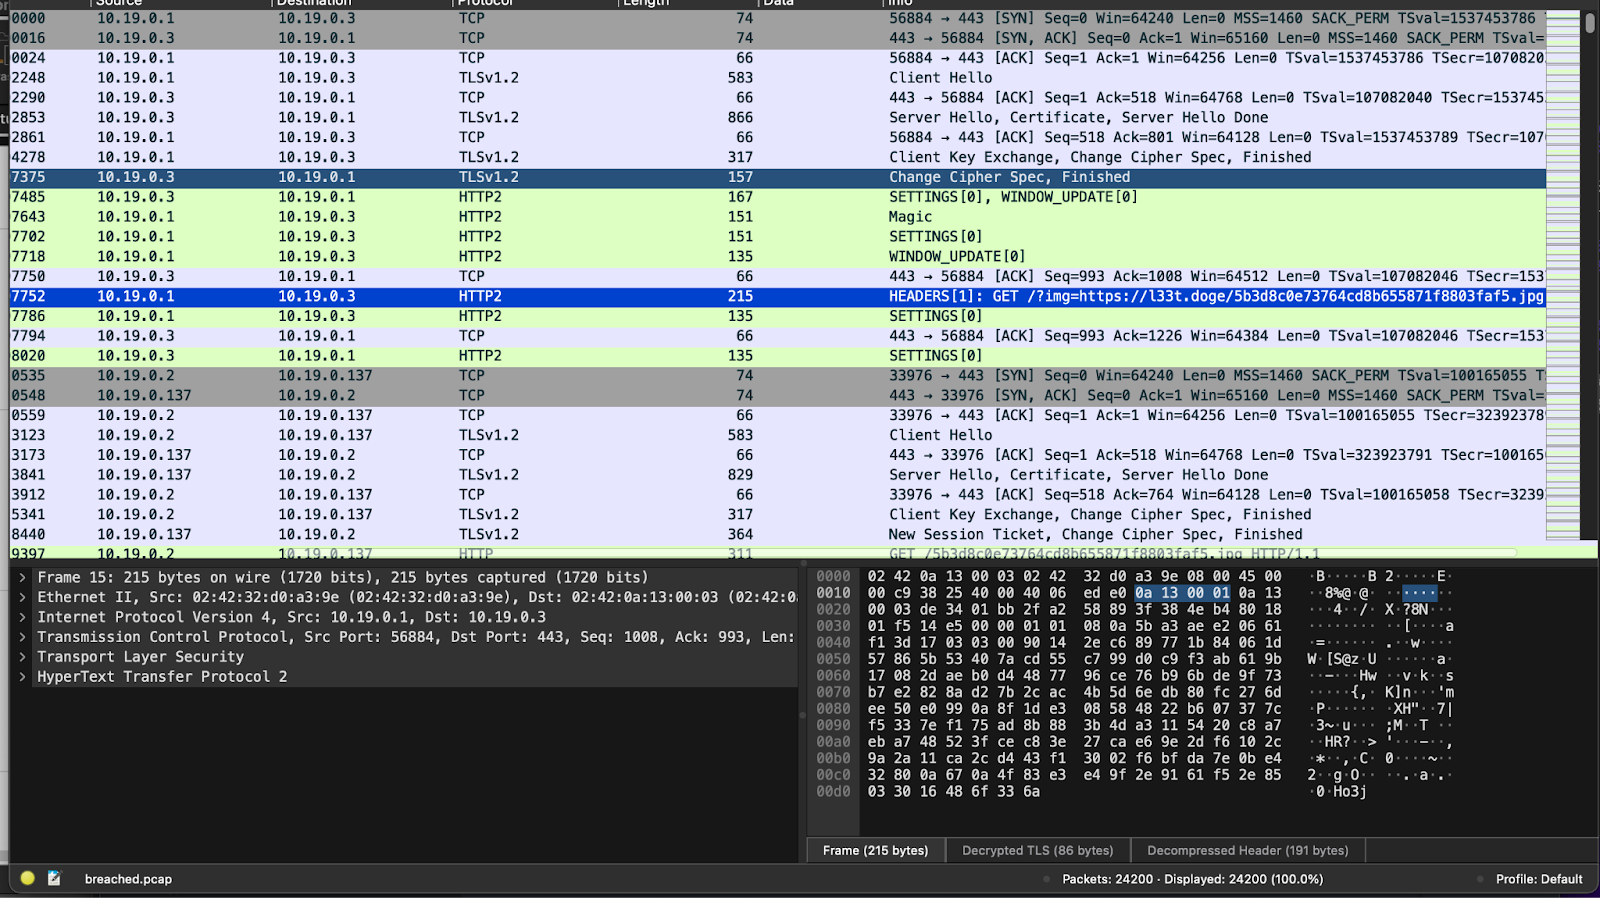 Source Destination Protocol Length Data Info
0000 10.19.0.1 10.19.0.3 TCP 74 56884 → 443 [SYN] Seq=0 Win=64240 Len=0 MSS=1460 SACK_PERM TSval=1537453786
0016 10.19.0.3 10.19.0.1 TCP 74 443 → 56884 [SYN, ACK] Seq=0 Ack=1 Win=65160 Len=0 MSS=1460 SACK_PERM TSval=
0024 10.19.0.1 10.19.0.3 TCP 66 56884 → 443 [ACK] Seq=1 Ack=1 Win=64256 Len=0 TSval=1537453786 TSecr=1070820
2248 10.19.0.1 10.19.0.3 TLSv1.2 583 Client Hello
2290 10.19.0.3 10.19.0.1 TCP 66 443 → 56884 [ACK] Seq=1 Ack=518 Win=64768 Len=0 TSval=107082040 TSecr=153745
2853 10.19.0.3 10.19.0.1 TLSv1.2 866 Server Hello, Certificate, Server Hello Done
2861 10.19.0.1 10.19.0.3 TCP 66 56884 → 443 [ACK] Seq=518 Ack=801 Win=64128 Len=0 TSval=1537453789 TSecr=107
4278 10.19.0.1 10.19.0.3 TLSv1.2 317 Client Key Exchange, Change Cipher Spec, Finished
7375 10.19.0.3 10.19.0.1 TLSv1.2 157 Change Cipher Spec, Finished
7485 10.19.0.3 10.19.0.1 HTTP2 167 SETTINGS[0], WINDOW_UPDATE[0]
7643 10.19.0.1 10.19.0.3 HTTP2 151 Magic
7702 10.19.0.1 10.19.0.3 HTTP2 151 SETTINGS[0]
7718 10.19.0.1 10.19.0.3 HTTP2 135 WINDOW_UPDATE[0]
7750 10.19.0.3 10.19.0.1 TCP 66 443 → 56884 [ACK] Seq=993 Ack=1008 Win=64512 Len=0 TSval=107082046 TSecr=153
7752 10.19.0.1 10.19.0.3 HTTP2 215 HEADERS[1]: GET /?img=https://l33t.doge/5b3d8c0e73764cd8b655871f8803faf5.jpg
7786 10.19.0.1 10.19.0.3 HTTP2 135 SETTINGS[0]
7794 10.19.0.3 10.19.0.1 TCP 66 443 → 56884 [ACK] Seq=993 Ack=1226 Win=64384 Len=0 TSval=107082046 TSecr=153
8020 10.19.0.3 10.19.0.1 HTTP2 135 SETTINGS[0]
0535 10.19.0.2 10.19.0.137 TCP 74 33976 → 443 [SYN] Seq=0 Win=64240 Len=0 MSS=1460 SACK_PERM TSval=100165055 T
0548 10.19.0.137 10.19.0.2 TCP 74 443 → 33976 [SYN, ACK] Seq=0 Ack=1 Win=65160 Len=0 MSS=1460 SACK_PERM TSval=
0559 10.19.0.2 10.19.0.137 TCP 66 33976 → 443 [ACK] Seq=1 Ack=1 Win=64256 Len=0 TSval=100165055 TSecr=32392378
3123 10.19.0.2 10.19.0.137 TLSv1.2 583 Client Hello
3173 10.19.0.137 10.19.0.2 TCP 66 443 → 33976 [ACK] Seq=1 Ack=518 Win=64768 Len=0 TSval=323923791 TSecr=100165
3841 10.19.0.137 10.19.0.2 TLSv1.2 829 Server Hello, Certificate, Server Hello Done
3912 10.19.0.2 10.19.0.137 TCP 66 33976 → 443 [ACK] Seq=518 Ack=764 Win=64128 Len=0 TSval=100165058 TSecr=3239
5341 10.19.0.2 10.19.0.137 TLSv1.2 317 Client Key Exchange, Change Cipher Spec, Finished
8440 10.19.0.137 10.19.0.2 TLSv1.2 364 New Session Ticket, Change Cipher Spec, Finished
9397 10.19.0.2 10.19.0.137 HTTP 311 GET /5b3d8c0e73764cd8b655871f8803faf5.jpg HTTP/1.1
> Frame 15: 215 bytes on wire (1720 bits), 215 bytes captured (1720 bits)
> Ethernet II, Src: 02:42:32:d0:a3:9e (02:42:32:d0:a3:9e), Dst: 02:42:0a:13:00:03 (02:42:0
> Internet Protocol Version 4, Src: 10.19.0.1, Dst: 10.19.0.3
> Transmission Control Protocol, Src Port: 56884, Dst Port: 443, Seq: 1008, Ack: 993, Len:
> Transport Layer Security
> HyperText Transfer Protocol 2
0000 02 42 0a 13 00 03 02 42 32 d0 a3 9e 08 00 45 00 ·B·····B2·····E·
0010 00 c9 38 25 40 00 40 06 ed e0 0a 13 00 01 0a 13 ··8%@·@·········
0020 00 03 de 34 01 bb 2f a2 58 89 3f 38 4e b4 80 18 ···4··/·X·?8N···
0030 01 f5 14 e5 00 00 01 01 08 0a 5b a3 ae e2 06 61 ··········[····a
0040 f1 3d 17 03 03 00 90 14 2e c6 89 77 1b 84 06 1d ·=······.··w····
0050 57 86 5b 53 40 7a cd 55 c7 99 d0 c9 f3 ab 61 9b W·[S@z·U······a·
0060 17 08 2d ae b0 d4 48 77 96 ce 76 b9 6b de 9f 73 ··-···Hw··v·k··s
0070 b7 e2 82 8a d2 7b 2c ac 4b 5d 6e db 80 fc 27 6d ·····{,·K]n···'m
0080 ee 50 e0 99 0a 8f 1d e3 08 58 48 22 b6 07 37 7c ·P·······XH"··7|
0090 f5 33 7e f1 75 ad 8b 88 3b 4d a3 11 54 20 c8 a7 ·3~·u···;M··T ··
00a0 eb a7 48 52 3f ce c8 3e 27 ca e6 9e 2d f6 10 2c ··HR?··>'···-··,
00b0 9a 2a 11 ca 2c d4 43 f1 30 02 f6 bf da 7e 0b e4 ·*··,·C·0····~··
00c0 32 80 0a 67 0a 4f 83 e3 e4 9f 2e 91 61 f5 2e 85 2··g·O····.·a·.·
00d0 03 30 16 48 6f 33 6a ·0·Ho3j
Frame (215 bytes) Decrypted TLS (86 bytes) Decompressed Header (191 bytes)
breached.pcap Packets: 24200 · Displayed: 24200 (100.0%) Profile: Default